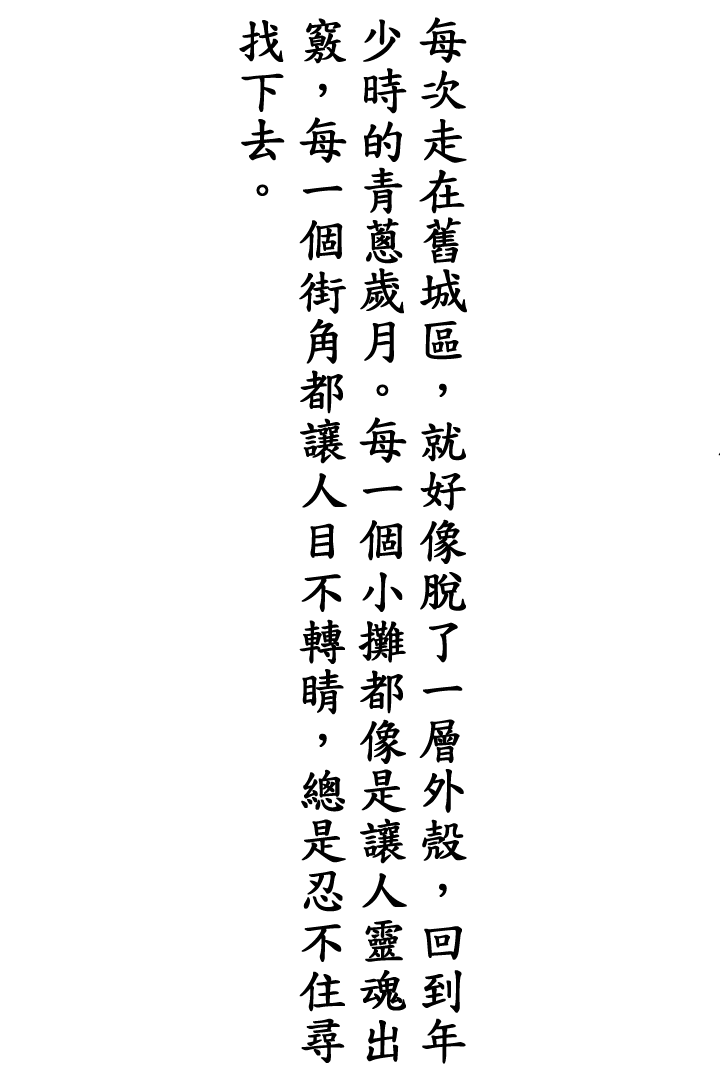 每次走在舊城區，就好像脫了一層外殼，回到年
少時的青蔥歲月。每一個小攤都像是讓人靈魂出
竅，每一個街角都讓人目不轉睛，總是忍不住尋
找下去。